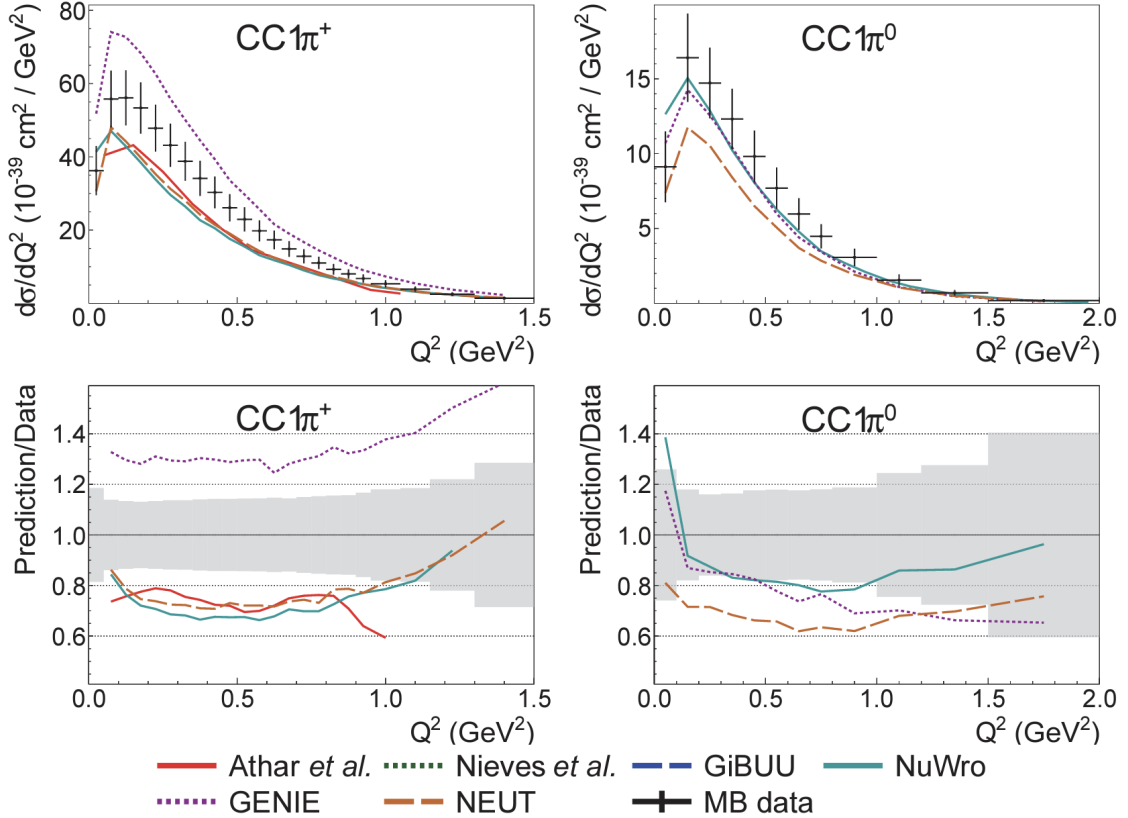 CC1π⁺
dσ/dQ² (10⁻³⁹ cm² / GeV²)
80
60
40
20
0.0 0.5 1.0 1.5
Q² (GeV²)
CC1π⁰
dσ/dQ² (10⁻³⁹ cm² / GeV²)
15
10
5
0.0 0.5 1.0 1.5 2.0
Q² (GeV²)
CC1π⁺
Prediction/Data
1.4
1.2
1.0
0.8
0.6
0.0 0.5 1.0 1.5
Q² (GeV²)
CC1π⁰
Prediction/Data
1.4
1.2
1.0
0.8
0.6
0.0 0.5 1.0 1.5 2.0
Q² (GeV²)
Athar et al. Nieves et al. GiBUU NuWro
GENIE NEUT MB data